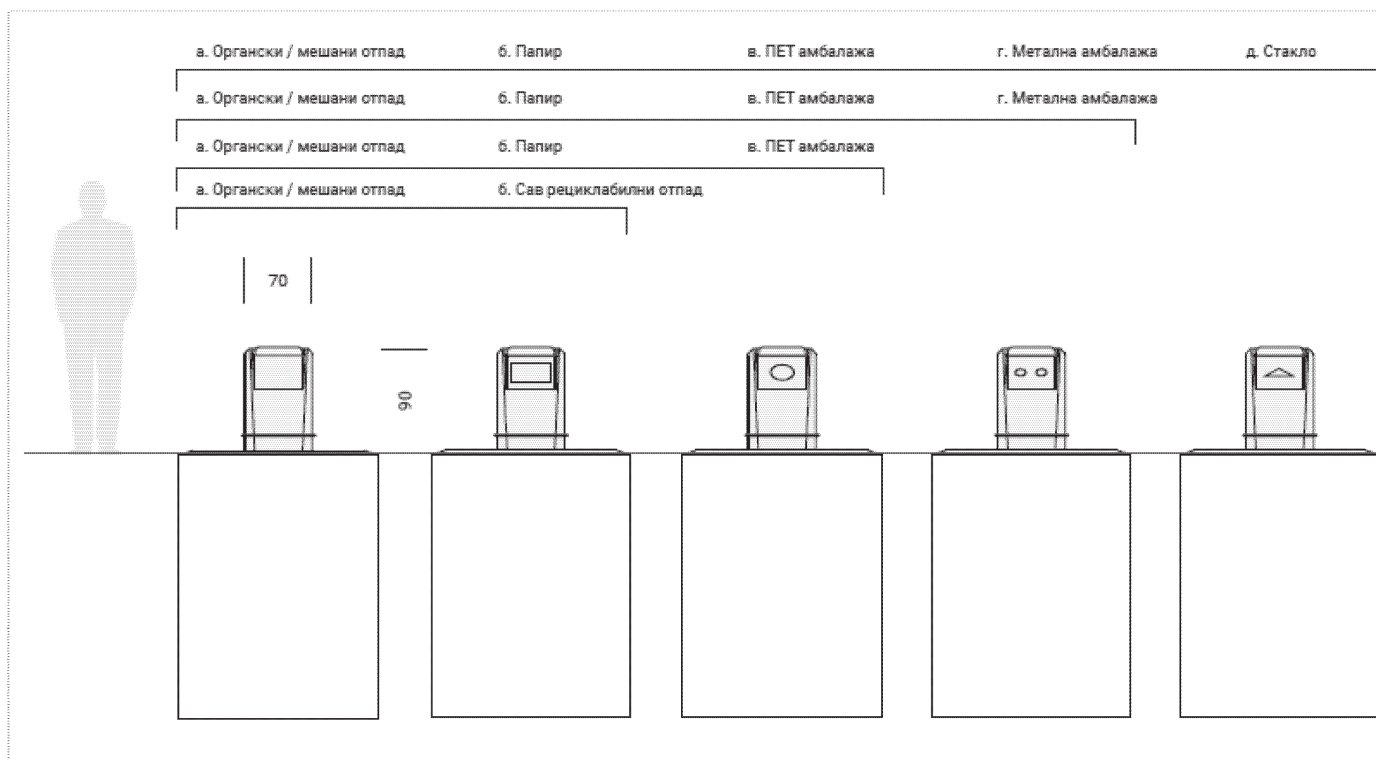 а. Органски / мешани отпад б. Папир в. ПЕТ амбалажа г. Метална амбалажа д. Стакло
а. Органски / мешани отпад б. Папир в. ПЕТ амбалажа г. Метална амбалажа
а. Органски / мешани отпад б. Папир в. ПЕТ амбалажа
а. Органски / мешани отпад б. Сав рециклабилни отпад
70
90